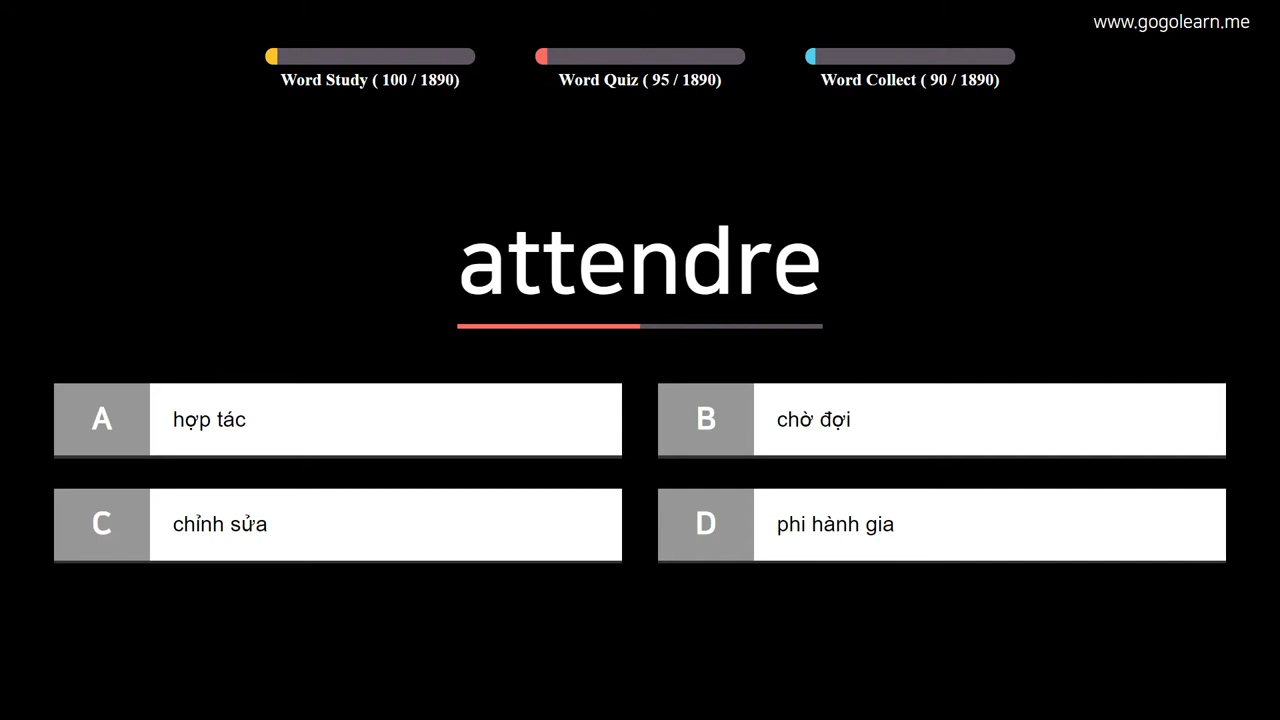 www.gogolearn.me
Word Study ( 100 / 1890)
Word Quiz ( 95 / 1890)
Word Collect ( 90 / 1890)
attendre
A hợp tác
B chờ đợi
C chỉnh sửa
D phi hành gia